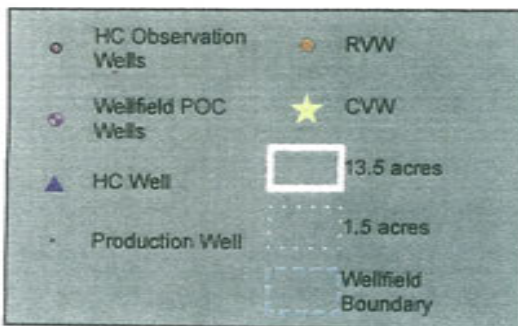 HC Observation
Wells
Wellfield POC
Wells
HC Well
Production Well
RVW
CVW
13.5 acres
1.5 acres
Wellfield
Boundary